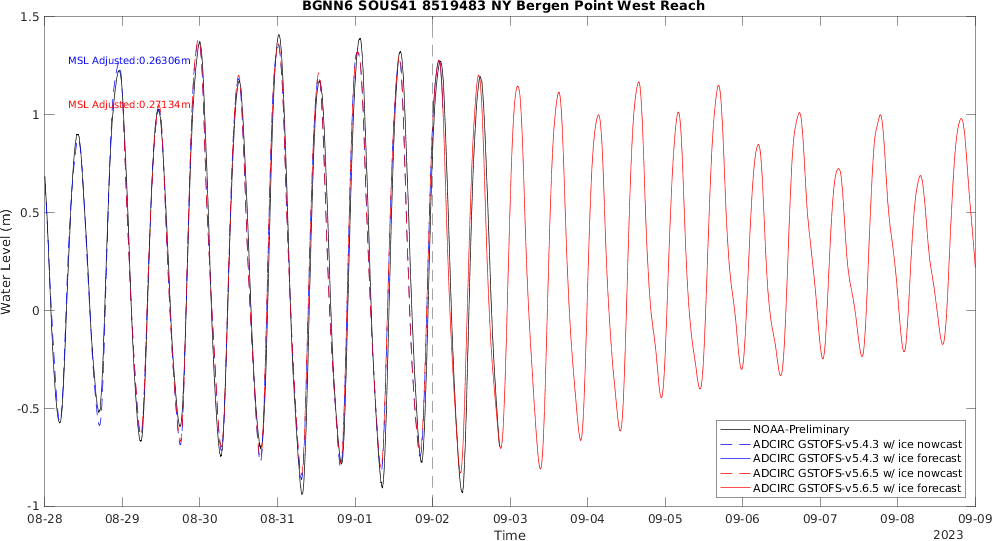 BGNN6 SOUS41 8519483 NY Bergen Point West Reach
MSL Adjusted:0.26306m
MSL Adjusted:0.27134m
1.5
1
0.5
0
-0.5
-1
Water Level (m)
NOAA-Preliminary
ADCIRC GSTOFS-v5.4.3 w/ ice nowcast
ADCIRC GSTOFS-v5.4.3 w/ ice forecast
ADCIRC GSTOFS-v5.6.5 w/ ice nowcast
ADCIRC GSTOFS-v5.6.5 w/ ice forecast
08-28 08-29 08-30 08-31 09-01 09-02 09-03 09-04 09-05 09-06 09-07 09-08 09-09
Time
2023